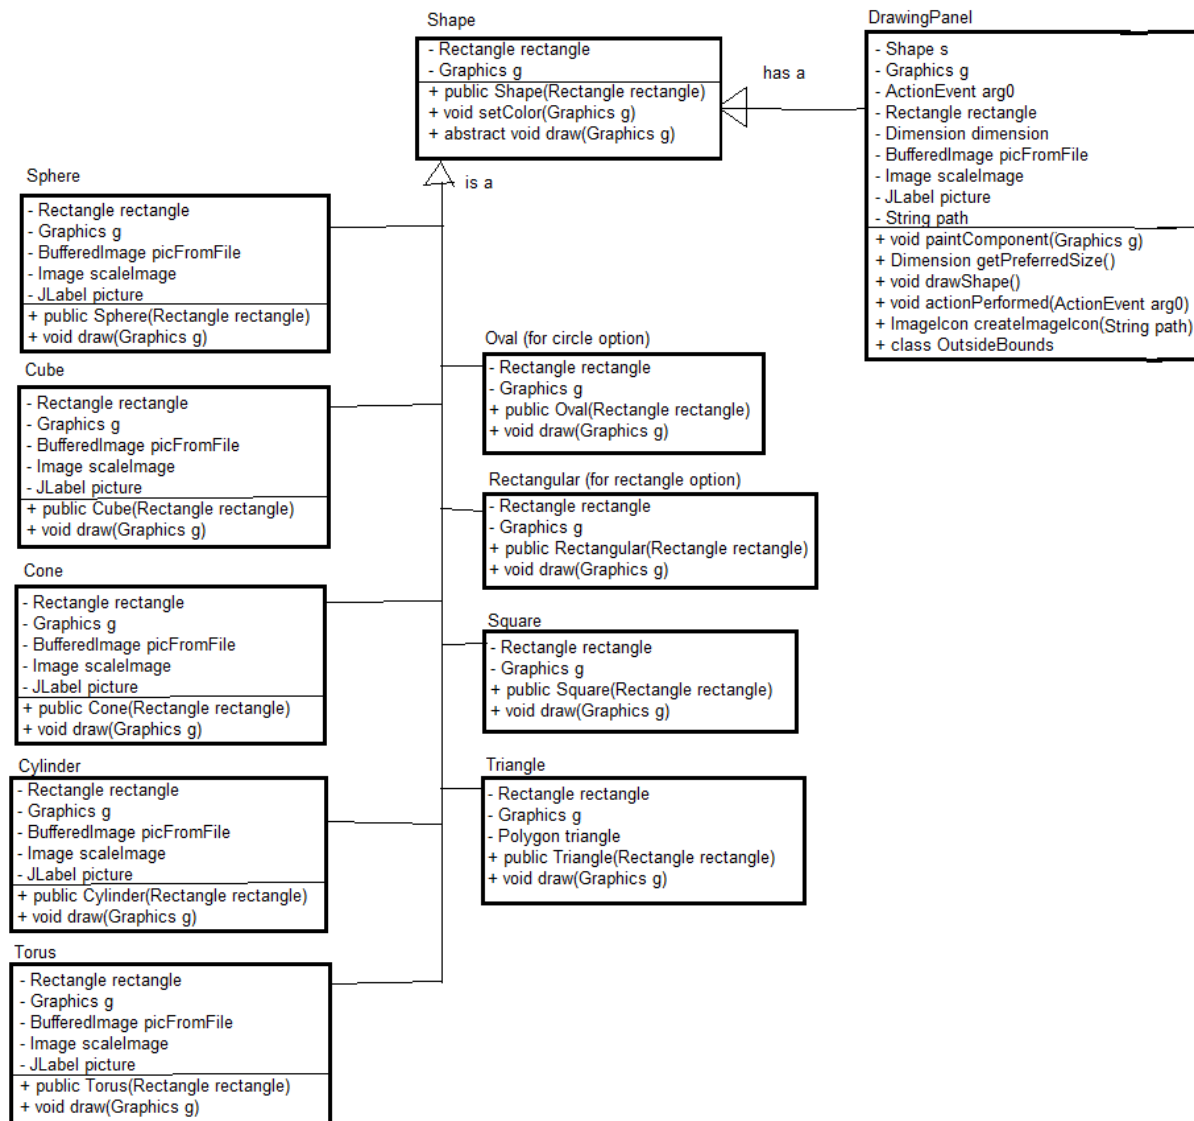 Shape
- Rectangle rectangle
- Graphics g
+ public Shape(Rectangle rectangle)
+ void setColor(Graphics g)
+ abstract void draw(Graphics g)
has a
is a
DrawingPanel
- Shape s
- Graphics g
- ActionEvent arg0
- Rectangle rectangle
- Dimension dimension
- BufferedImage picFromFile
- Image scaleImage
- JLabel picture
- String path
+ void paintComponent(Graphics g)
+ Dimension getPreferredSize()
+ void drawShape()
+ void actionPerformed(ActionEvent arg0)
+ ImageIcon createImageIcon(String path)
+ class OutsideBounds
Sphere
- Rectangle rectangle
- Graphics g
- BufferedImage picFromFile
- Image scaleImage
- JLabel picture
+ public Sphere(Rectangle rectangle)
+ void draw(Graphics g)
Cube
- Rectangle rectangle
- Graphics g
- BufferedImage picFromFile
- Image scaleImage
- JLabel picture
+ public Cube(Rectangle rectangle)
+ void draw(Graphics g)
Cone
- Rectangle rectangle
- Graphics g
- BufferedImage picFromFile
- Image scaleImage
- JLabel picture
+ public Cone(Rectangle rectangle)
+ void draw(Graphics g)
Cylinder
- Rectangle rectangle
- Graphics g
- BufferedImage picFromFile
- Image scaleImage
- JLabel picture
+ public Cylinder(Rectangle rectangle)
+ void draw(Graphics g)
Torus
- Rectangle rectangle
- Graphics g
- BufferedImage picFromFile
- Image scaleImage
- JLabel picture
+ public Torus(Rectangle rectangle)
+ void draw(Graphics g)
Oval (for circle option)
- Rectangle rectangle
- Graphics g
+ public Oval(Rectangle rectangle)
+ void draw(Graphics g)
Rectangular (for rectangle option)
- Rectangle rectangle
- Graphics g
+ public Rectangular(Rectangle rectangle)
+ void draw(Graphics g)
Square
- Rectangle rectangle
- Graphics g
+ public Square(Rectangle rectangle)
+ void draw(Graphics g)
Triangle
- Rectangle rectangle
- Graphics g
- Polygon triangle
+ public Triangle(Rectangle rectangle)
+ void draw(Graphics g)